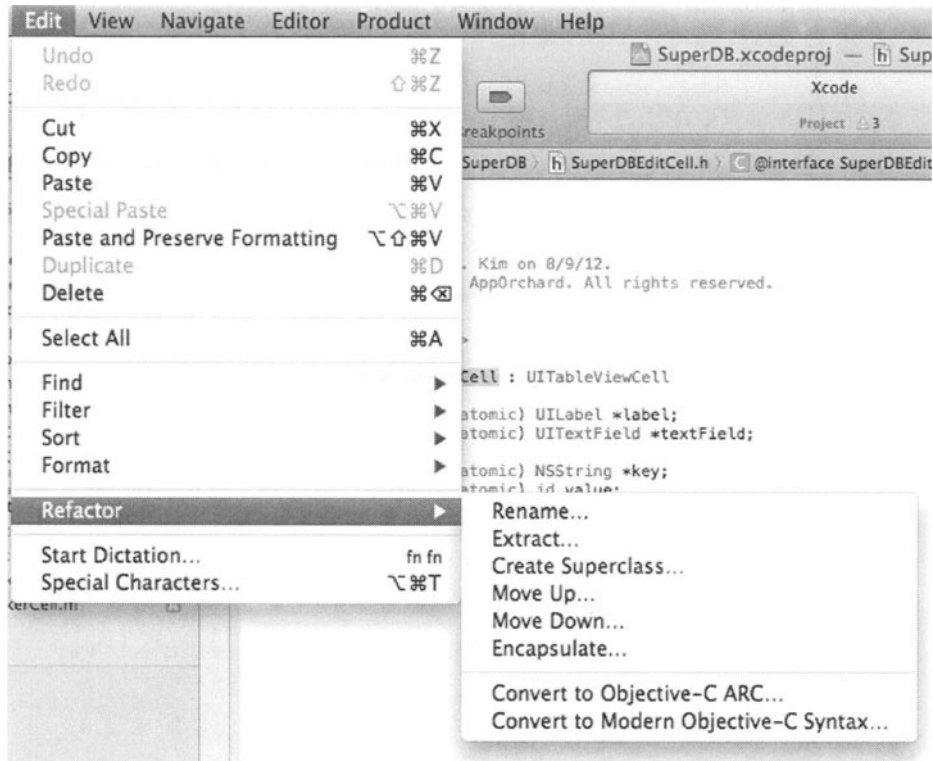 Edit View Navigate Editor Product Window Help
Undo ⌘Z
Redo ⇧⌘Z
Cut ⌘X
Copy ⌘C
Paste ⌘V
Special Paste ⌥⌘V
Paste and Preserve Formatting ⌥⇧⌘V
Duplicate ⌘D
Delete ⌘⌫
Select All ⌘A
Find
Filter
Sort
Format
Refactor
Start Dictation... fn fn
Special Characters... ⌥⌘T
Rename...
Extract...
Create Superclass...
Move Up...
Move Down...
Encapsulate...
Convert to Objective-C ARC...
Convert to Modern Objective-C Syntax...
SuperDB.xcodeproj — h Sup
Xcode
Project 3
reakpoints
SuperDB h SuperDBEditCell.h C @interface SuperDBEdit
. Kim on 8/9/12.
AppOrchard. All rights reserved.
>
Cell : UITableViewCell
atomic) UILabel *label;
atomic) UITextField *textField;
atomic) NSString *key;
atomic) id value;
kerCell.m